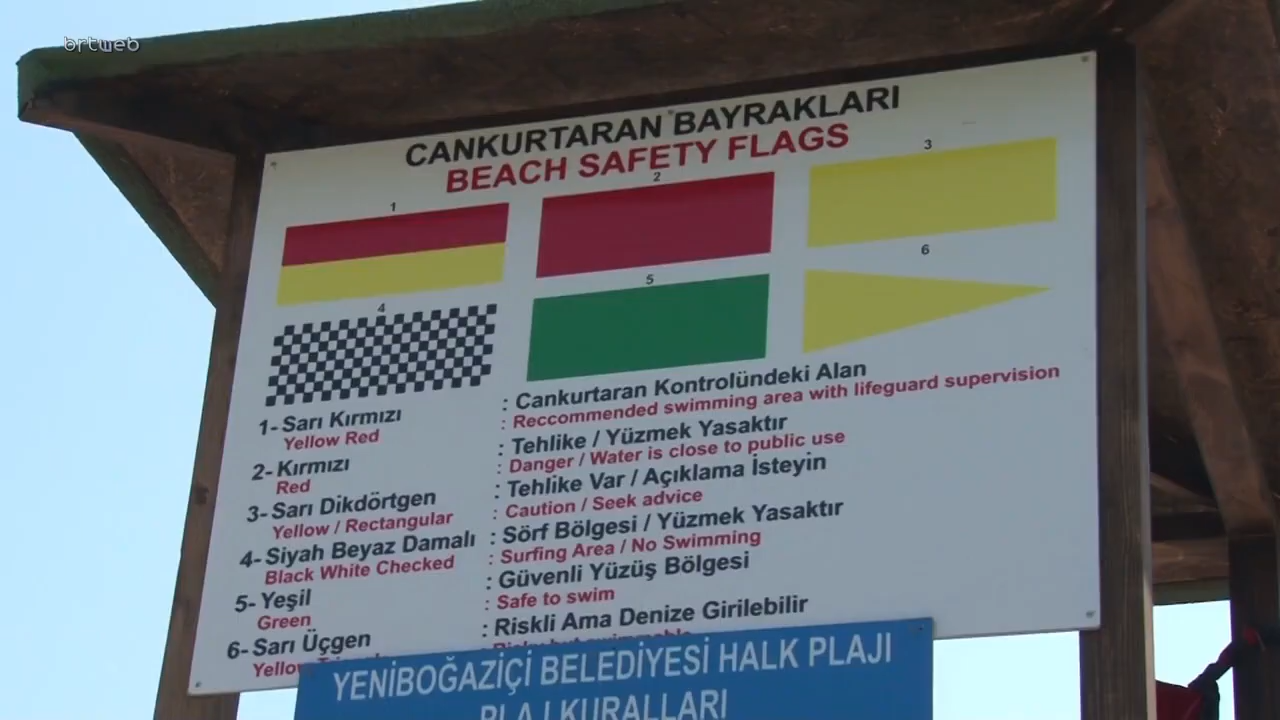 brtweb
CANKURTARAN BAYRAKLARI
BEACH SAFETY FLAGS
1
2
3
4
5
6
1- Sarı Kırmızı : Cankurtaran Kontrolündeki Alan
Yellow Red : Reccommended swimming area with lifeguard supervision
2- Kırmızı : Tehlike / Yüzmek Yasaktır
Red : Danger / Water is close to public use
3- Sarı Dikdörtgen : Tehlike Var / Açıklama İsteyin
Yellow / Rectangular : Caution / Seek advice
4- Siyah Beyaz Damalı : Sörf Bölgesi / Yüzmek Yasaktır
Black White Checked : Surfing Area / No Swimming
5- Yeşil : Güvenli Yüzüş Bölgesi
Green : Safe to swim
6- Sarı Üçgen : Riskli Ama Denize Girilebilir
YENİBOĞAZİÇİ BELEDİYESİ HALK PLAJI
PLAJ KURALLARI